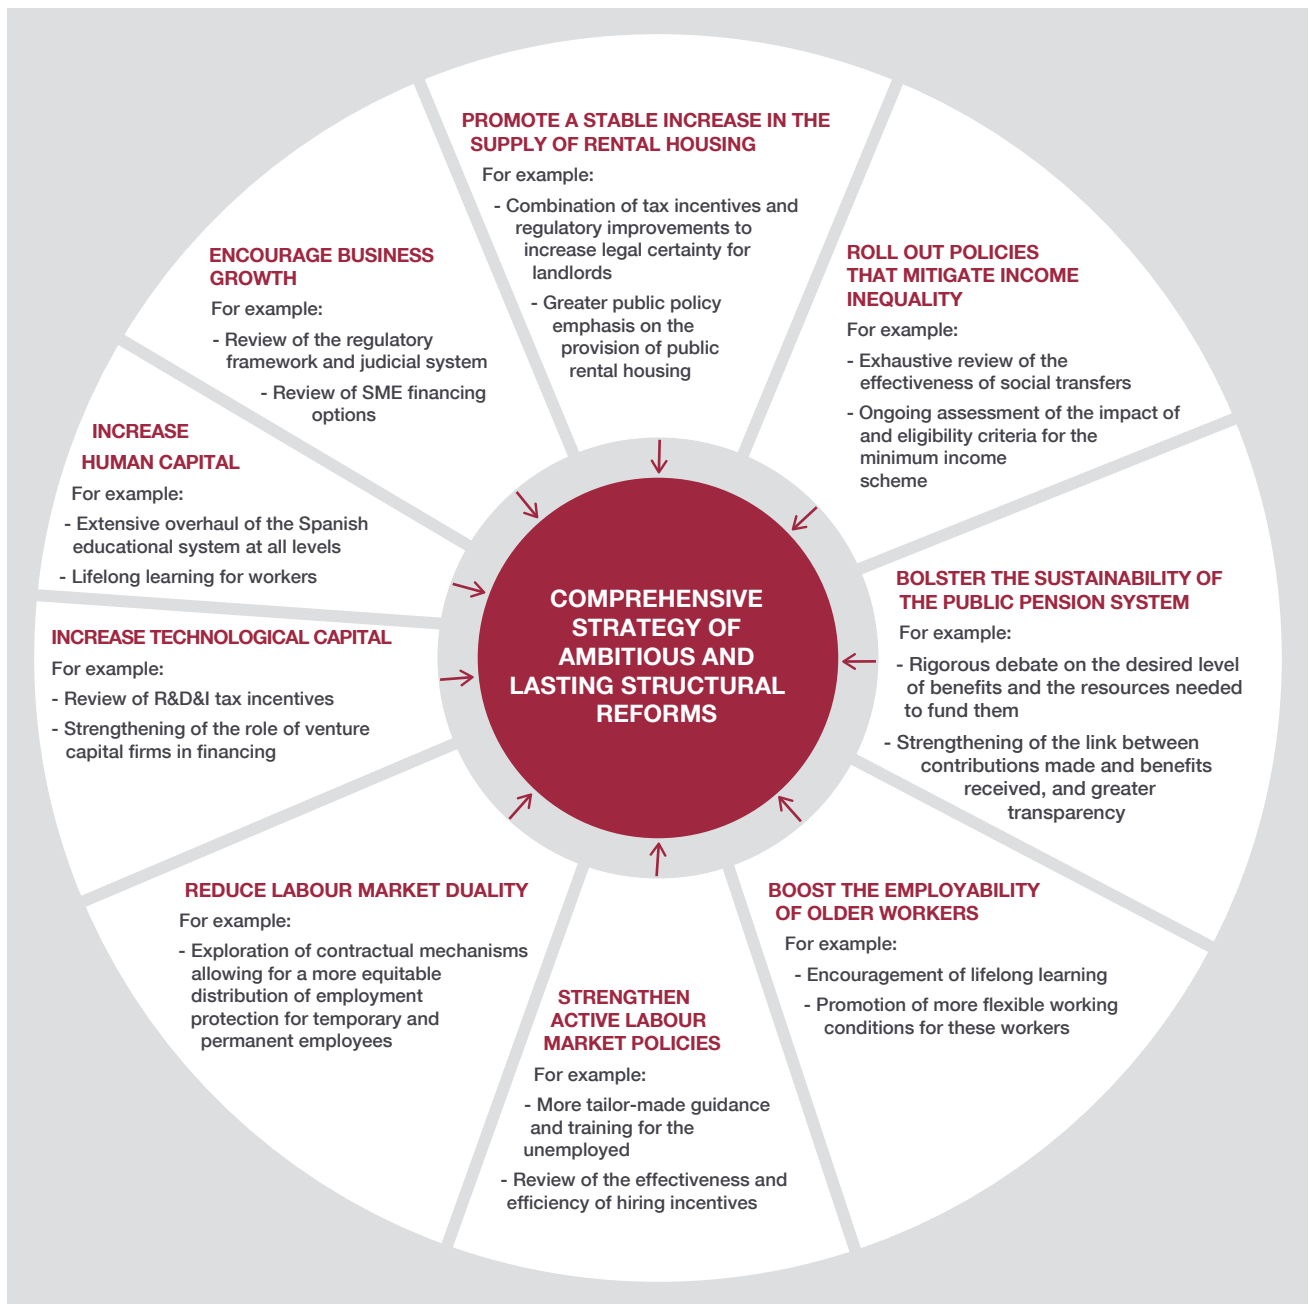 PROMOTE A STABLE INCREASE IN THE
SUPPLY OF RENTAL HOUSING
For example:
- Combination of tax incentives and
regulatory improvements to
increase legal certainty for
landlords
- Greater public policy
emphasis on the
provision of public
rental housing
ROLL OUT POLICIES
THAT MITIGATE INCOME
INEQUALITY
For example:
- Exhaustive review of the
effectiveness of social transfers
- Ongoing assessment of the impact of
and eligibility criteria for the
minimum income
scheme
BOLSTER THE SUSTAINABILITY OF
THE PUBLIC PENSION SYSTEM
For example:
- Rigorous debate on the desired level
of benefits and the resources needed
to fund them
- Strengthening of the link between
contributions made and benefits
received, and greater
transparency
BOOST THE EMPLOYABILITY
OF OLDER WORKERS
For example:
- Encouragement of lifelong learning
- Promotion of more flexible working
conditions for these workers
STRENGTHEN
ACTIVE LABOUR
MARKET POLICIES
For example:
- More tailor-made guidance
and training for the
unemployed
- Review of the effectiveness and
efficiency of hiring incentives
REDUCE LABOUR MARKET DUALITY
For example:
- Exploration of contractual mechanisms
allowing for a more equitable
distribution of employment
protection for temporary and
permanent employees
INCREASE TECHNOLOGICAL CAPITAL
For example:
- Review of R&D&I tax incentives
- Strengthening of the role of venture
capital firms in financing
INCREASE
HUMAN CAPITAL
For example:
- Extensive overhaul of the Spanish
educational system at all levels
- Lifelong learning for workers
ENCOURAGE BUSINESS
GROWTH
For example:
- Review of the regulatory
framework and judicial system
- Review of SME financing
options
COMPREHENSIVE
STRATEGY OF
AMBITIOUS AND
LASTING STRUCTURAL
REFORMS